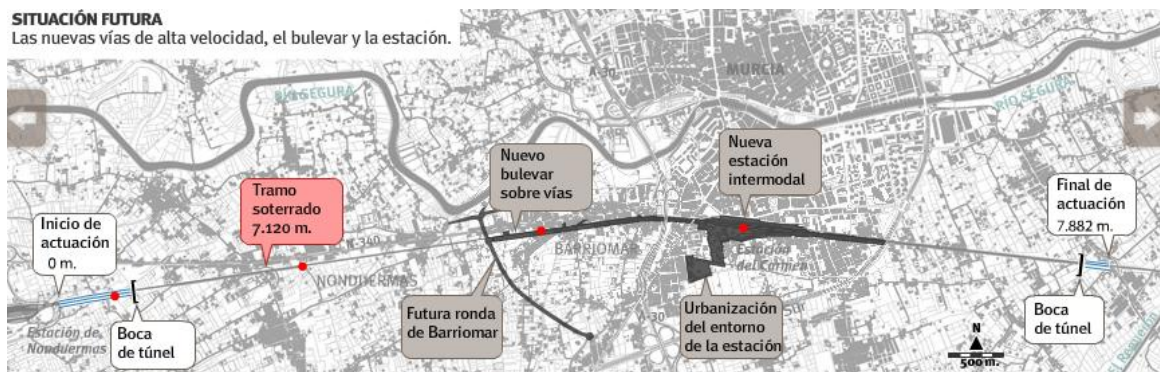 SITUACIÓN FUTURA
Las nuevas vías de alta velocidad, el bulevar y la estación.
RÍO SEGURA
A-30
MURCIA
RÍO SEGURA
Nuevo
bulevar
sobre vías
Nueva
estación
intermodal
Tramo
soterrado
7.120 m.
Final de
actuación
7.882 m.
Inicio de
actuación
0 m.
N-340
BARRIOMAR
Estación
del Carmen
NONDUERMAS
Futura ronda
de Barriomar
A-30
Urbanización
del entorno
de la estación
Sur
Boca
de túnel
Estación de
Nonduermas
Boca
de túnel
N
500 m.